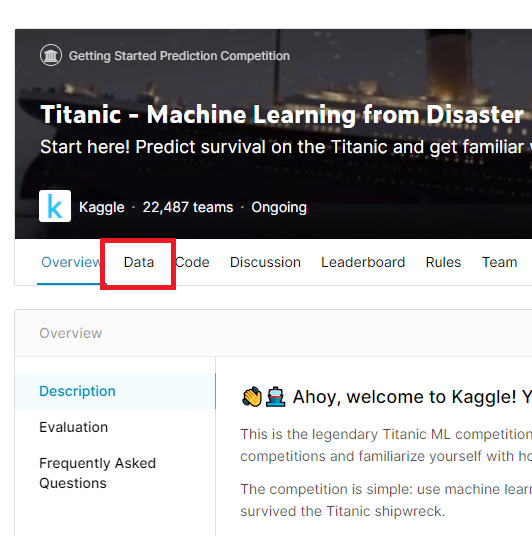 Getting Started Prediction Competition
Titanic - Machine Learning from Disaster
Start here! Predict survival on the Titanic and get familiar
Kaggle · 22,487 teams · Ongoing
Overview Data Code Discussion Leaderboard Rules Team
Overview
Description
Evaluation
Frequently Asked
Questions
👋🚢 Ahoy, welcome to Kaggle!
This is the legendary Titanic ML competition
competitions and familiarize yourself with
The competition is simple: use machine
survived the Titanic shipwreck.